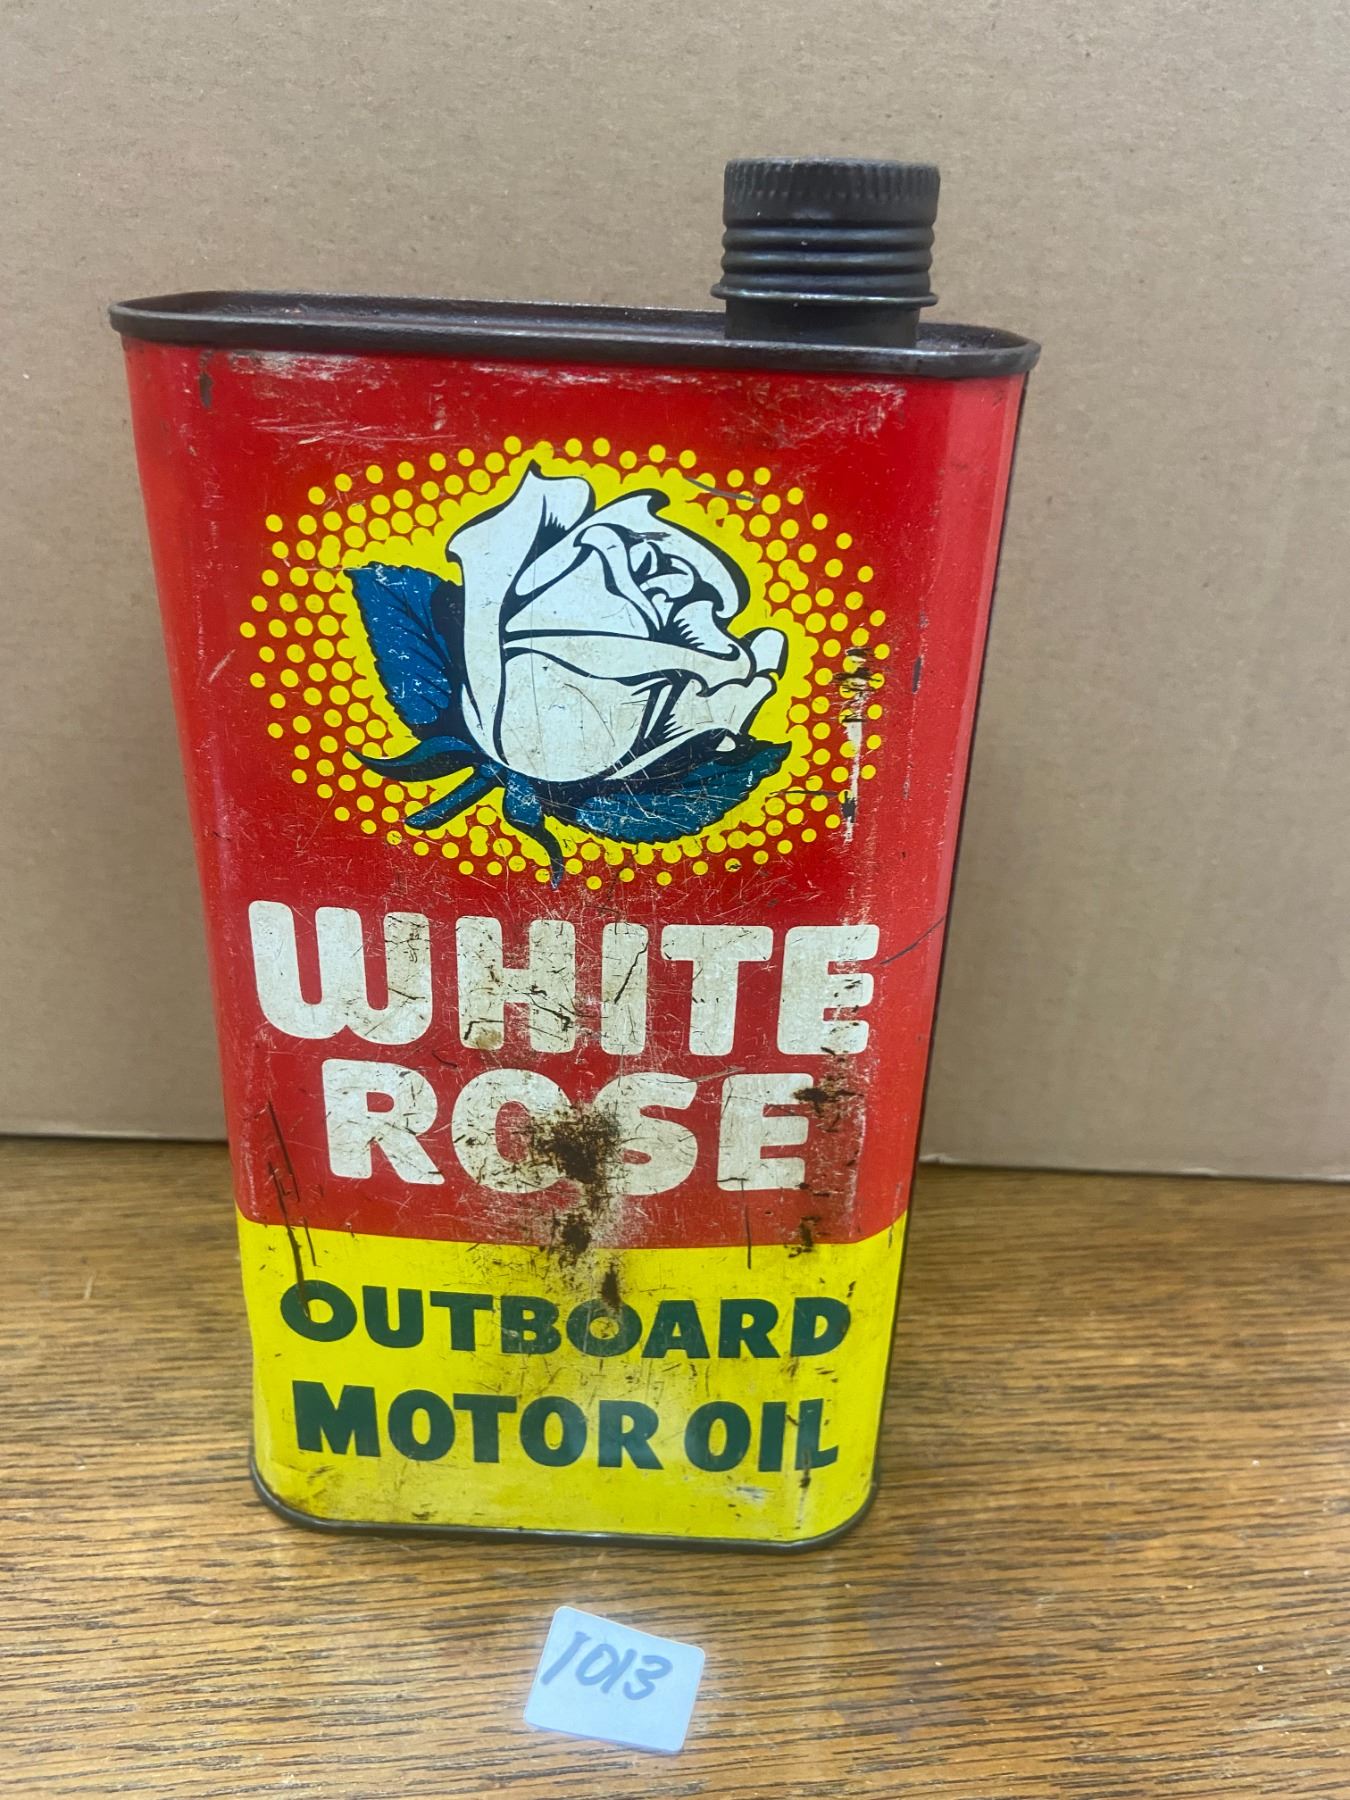 WHITE
ROSE
OUTBOARD
MOTOR OIL
1013